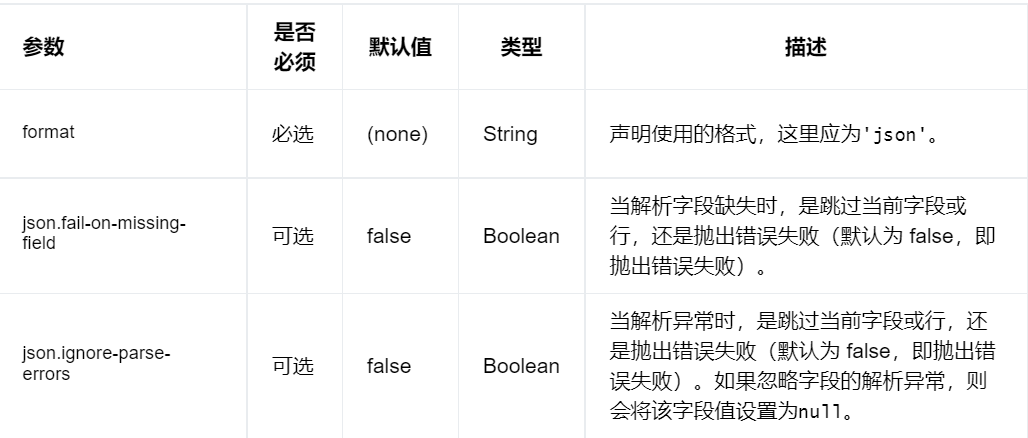 参数
是否
必须
默认值
类型
描述
format
必选
(none)
String
声明使用的格式，这里应为'json'。
json.fail-on-missing-
field
可选
false
Boolean
当解析字段缺失时，是跳过当前字段或
行，还是抛出错误失败（默认为 false，即
抛出错误失败）。
json.ignore-parse-
errors
可选
false
Boolean
当解析异常时，是跳过当前字段或行，还
是抛出错误失败（默认为 false，即抛出错
误失败）。如果忽略字段的解析异常，则
会将该字段值设置为null。